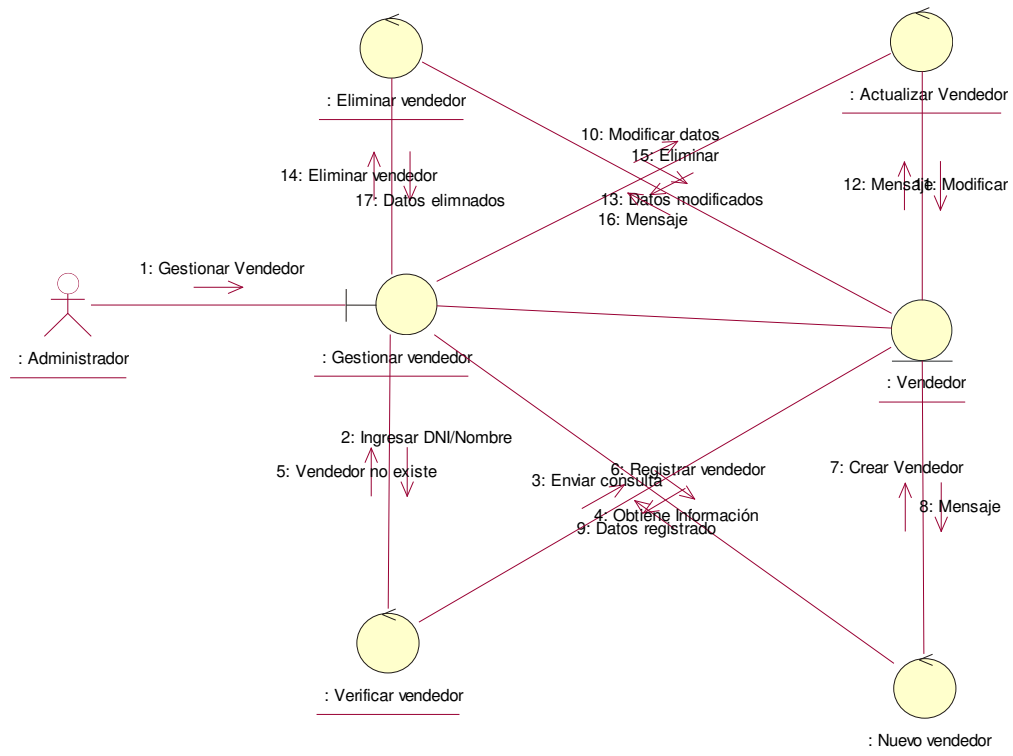 : Eliminar vendedor
: Actualizar Vendedor
10: Modificar datos
15: Eliminar
14: Eliminar vendedor
12: Mensaje
11: Modificar
17: Datos elimnados
13: Datos modificados
16: Mensaje
1: Gestionar Vendedor
: Administrador
: Gestionar vendedor
: Vendedor
2: Ingresar DNI/Nombre
5: Vendedor no existe
6: Registrar vendedor
3: Enviar consulta
7: Crear Vendedor
8: Mensaje
4: Obtiene Información
9: Datos registrado
: Verificar vendedor
: Nuevo vendedor